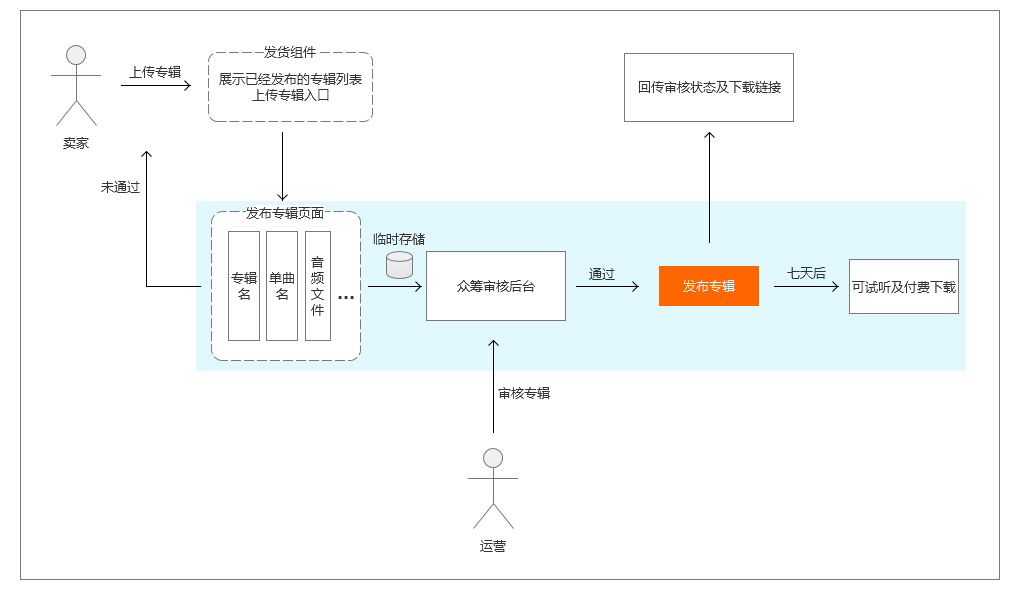 发货组件
上传专辑
展示已经发布的专辑列表
上传专辑入口
回传审核状态及下载链接
卖家
未通过
发布专辑页面
专辑
名
单曲
名
音
频
文
件
...
临时存储
众筹审核后台
通过
发布专辑
七天后
可试听及付费下载
审核专辑
运营